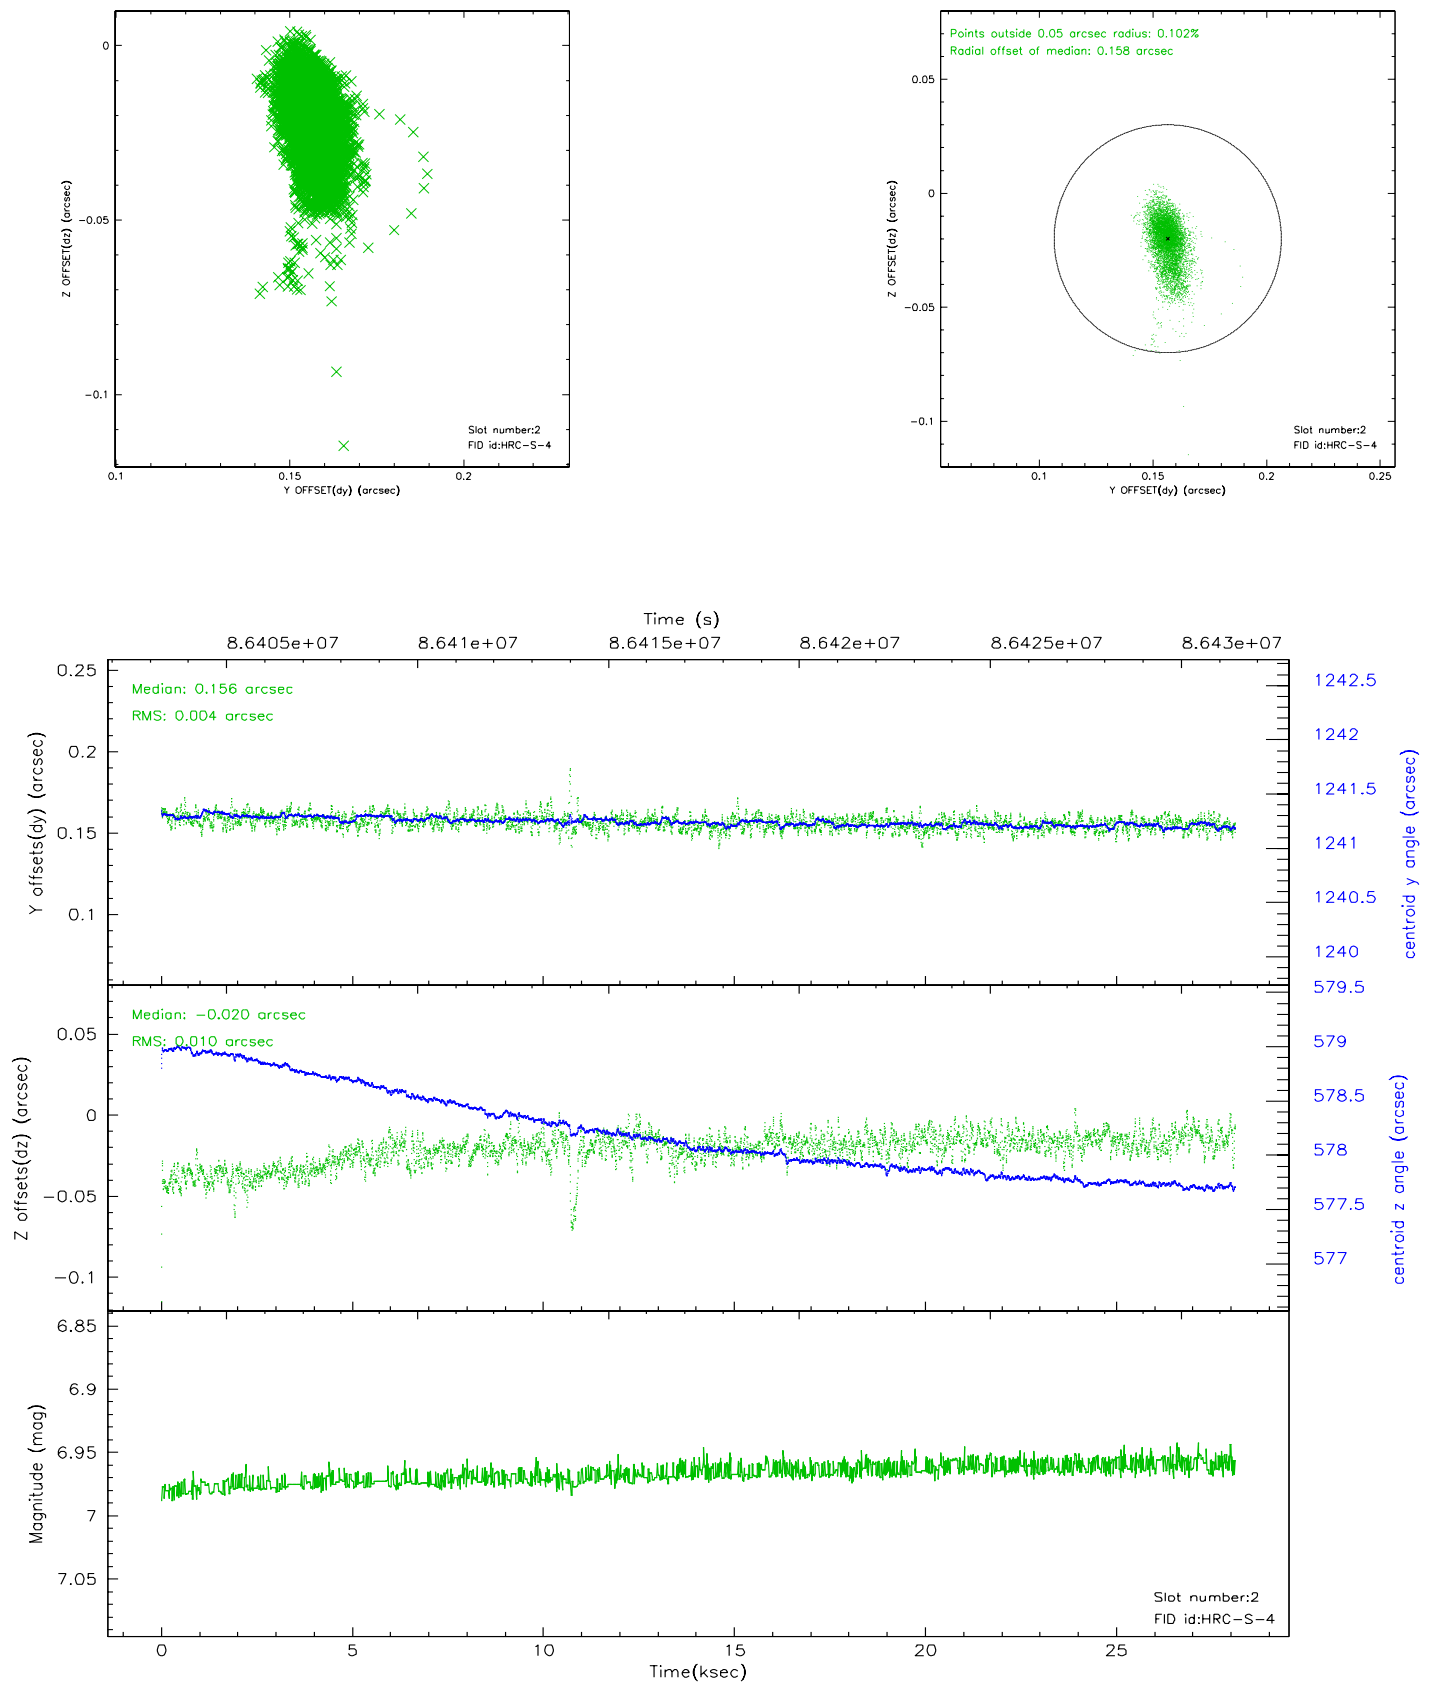 0
-0.05
-0.1
Z OFFSET(dz) (arcsec)
Slot number:2
FID id:HRC-S-4
0.1
0.15
0.2
Y OFFSET(dy) (arcsec)
Points outside 0.05 arcsec radius: 0.102%
Radial offset of median: 0.158 arcsec
0.05
0
-0.05
-0.1
Z OFFSET(dz) (arcsec)
Slot number:2
FID id:HRC-S-4
0.1
0.15
0.2
0.25
Y OFFSET(dy) (arcsec)
Time (s)
8.6405e+07
8.641e+07
8.6415e+07
8.642e+07
8.6425e+07
8.643e+07
Median: 0.156 arcsec
RMS: 0.004 arcsec
0.25
0.2
0.15
0.1
Y offsets(dy) (arcsec)
1242.5
1242
1241.5
1241
1240.5
1240
centroid y angle (arcsec)
Median: -0.020 arcsec
RMS: 0.010 arcsec
0.05
0
-0.05
-0.1
Z offsets(dz) (arcsec)
579.5
579
578.5
578
577.5
577
centroid z angle (arcsec)
6.85
6.9
6.95
7
7.05
Magnitude (mag)
Slot number:2
FID id:HRC-S-4
0
5
10
15
20
25
Time(ksec)